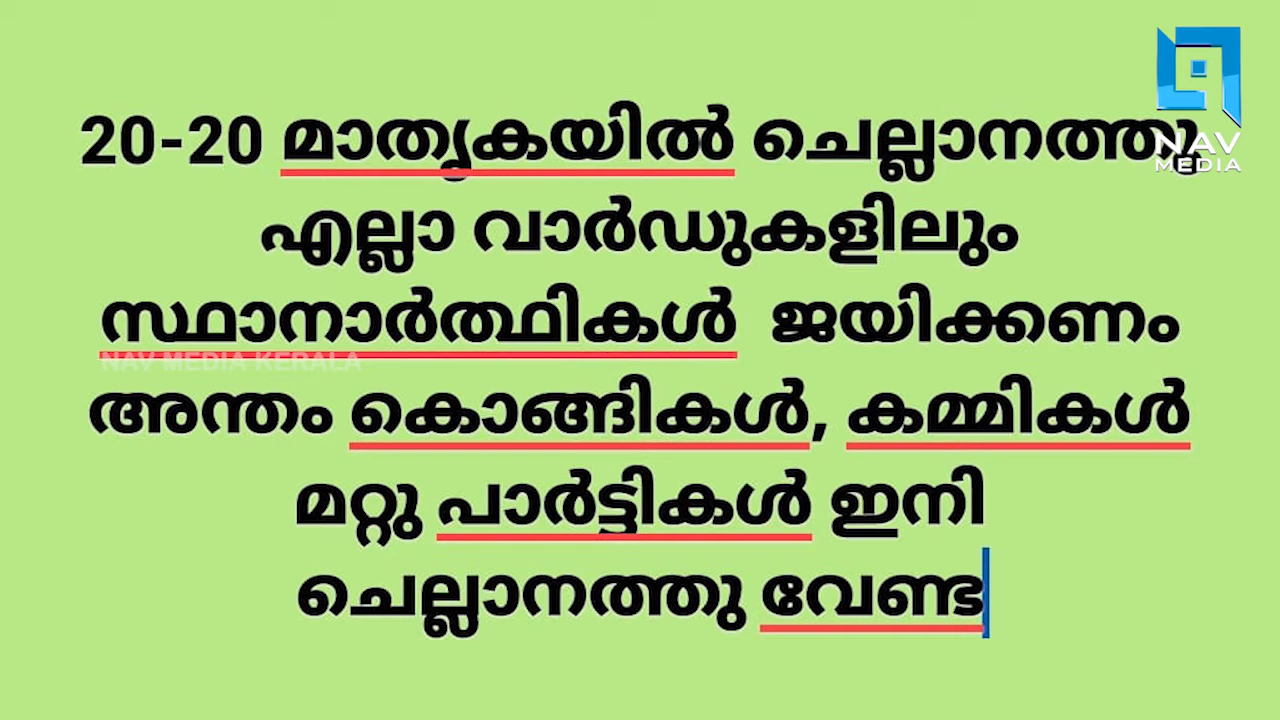 20-20 മാതൃകയിൽ ചെല്ലാനത്തു
NAV
MEDIA
എല്ലാ വാർഡുകളിലും
സ്ഥാനാർത്ഥികൾ ജയിക്കണം
NAV MEDIA KERALA
അന്തം കൊങ്ങികൾ, കമ്മികൾ
മറ്റു പാർട്ടികൾ ഇനി
ചെല്ലാനത്തു വേണ്ട